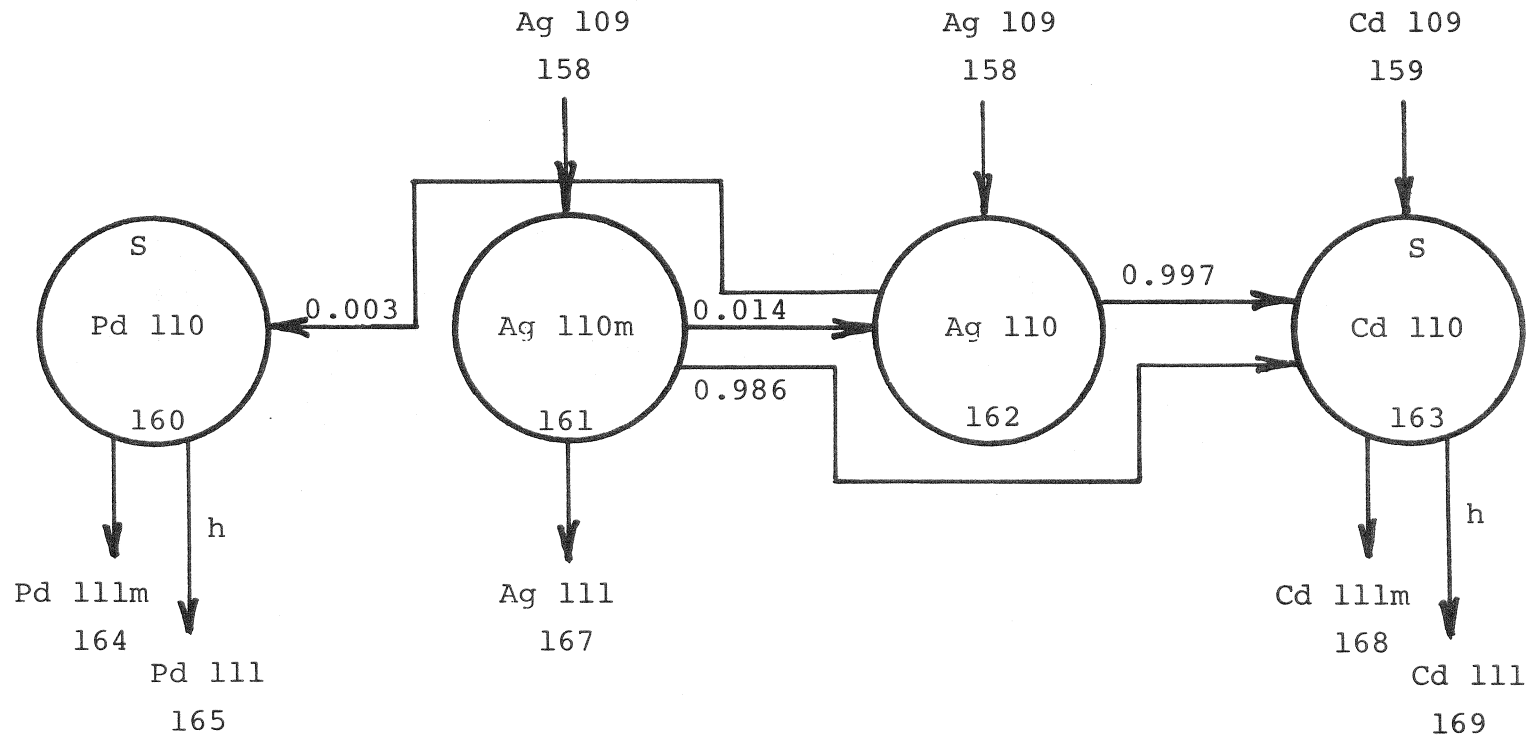 Ag 109
158
Ag 109
158
Cd 109
159
S
Pd 110
160
0.003
Ag 110m
161
0.014
0.986
Ag 110
162
0.997
S
Cd 110
163
h
Pd 111m
164
Pd 111
165
Ag 111
167
h
Cd 111m
168
Cd 111
169